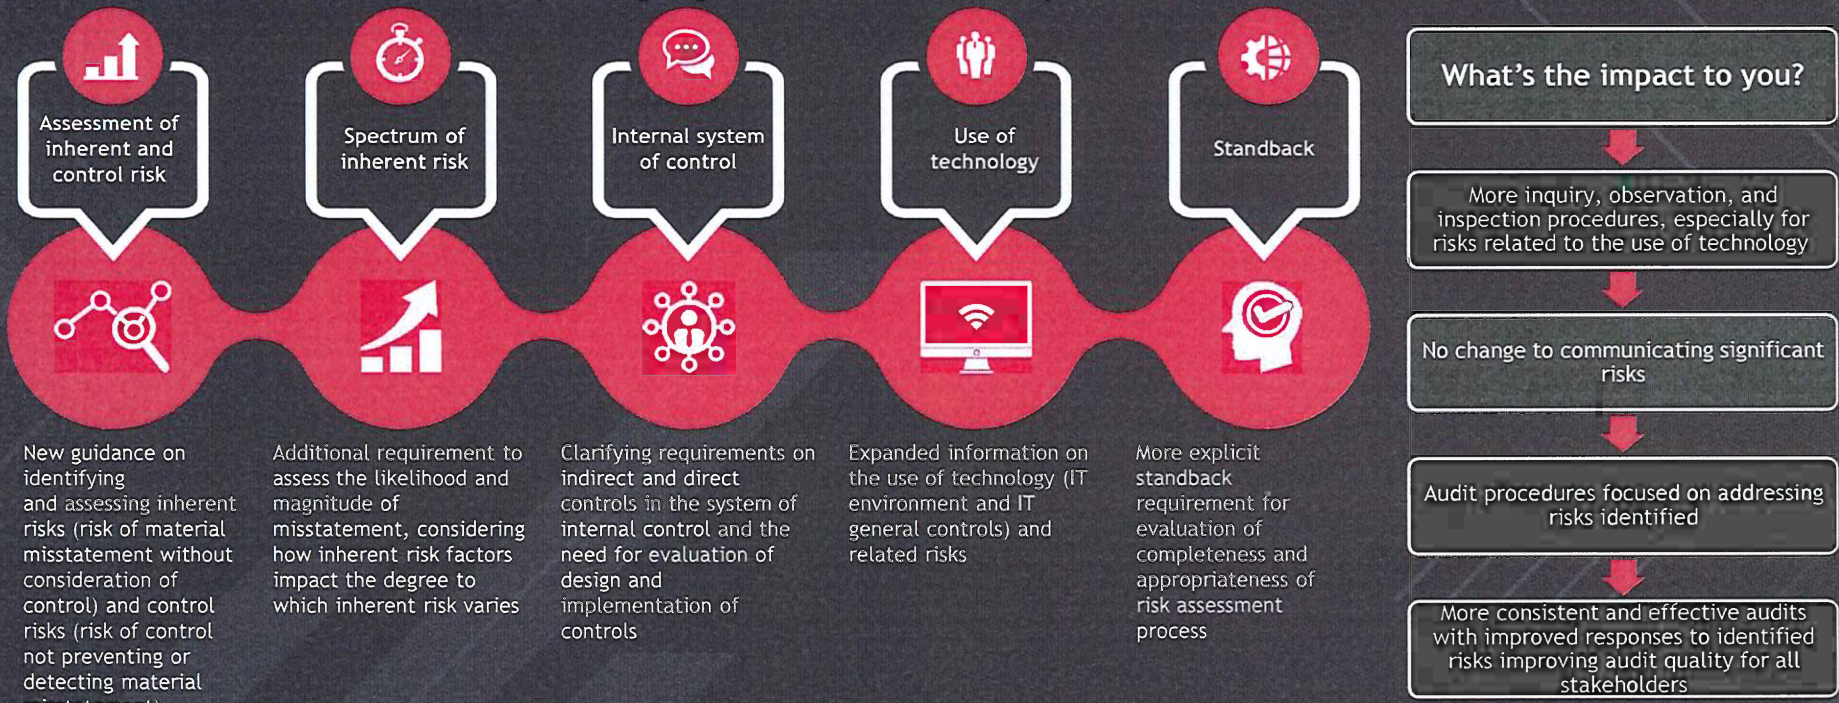 Assessment of
inherent and
control risk
Spectrum of
inherent risk
Internal system
of control
Use of
technology
Standback
New guidance on
identifying
and assessing inherent
risks (risk of material
misstatement without
consideration of
control) and control
risks (risk of control
not preventing or
detecting material
Additional requirement to
assess the likelihood and
magnitude of
misstatement, considering
how inherent risk factors
impact the degree to
which inherent risk varies
Clarifying requirements on
indirect and direct
controls in the system of
internal control and the
need for evaluation of
design and
implementation of
controls
Expanded information on
the use of technology (IT
environment and IT
general controls) and
related risks
More explicit
standback
requirement for
evaluation of
completeness and
appropriateness of
risk assessment
process
What's the impact to you?
More inquiry, observation, and
inspection procedures, especially for
risks related to the use of technology
No change to communicating significant
risks
Audit procedures focused on addressing
risks identified
More consistent and effective audits
with improved responses to identified
risks improving audit quality for all
stakeholders